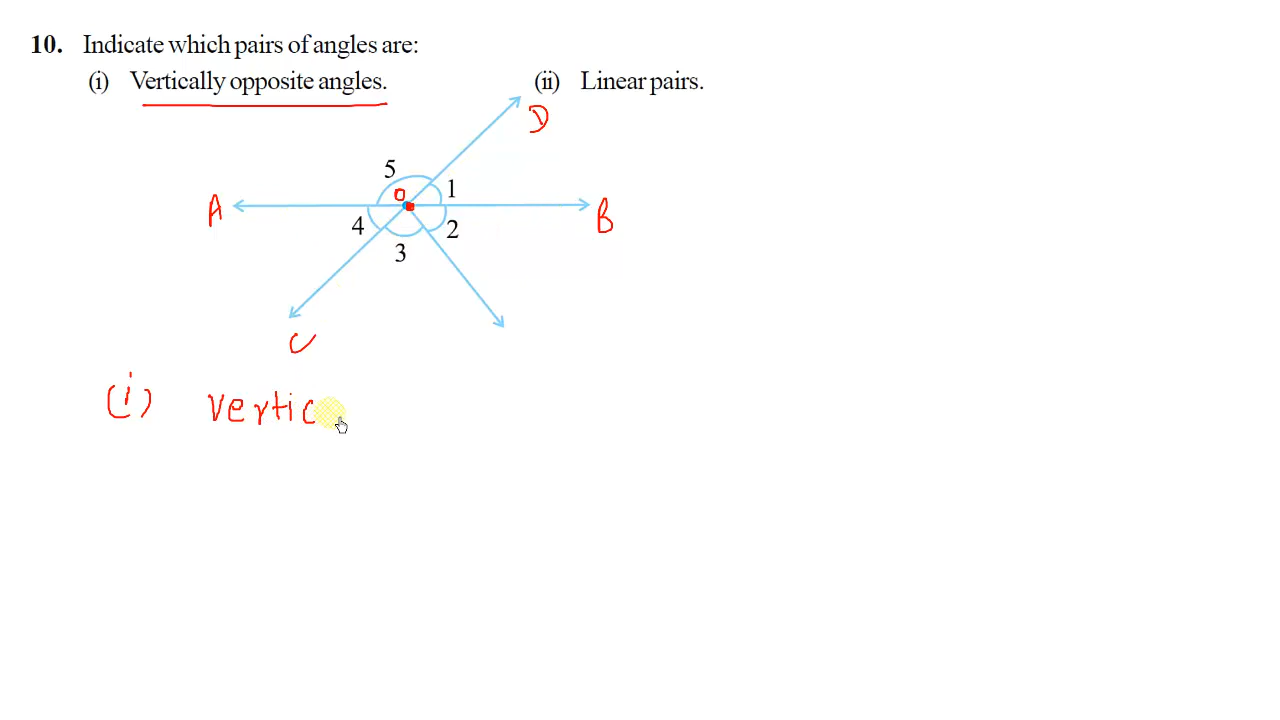 10. Indicate which pairs of angles are:
(i) Vertically opposite angles. (ii) Linear pairs.
D
5
O 1
A B
4 2
3
C
(i) vertic